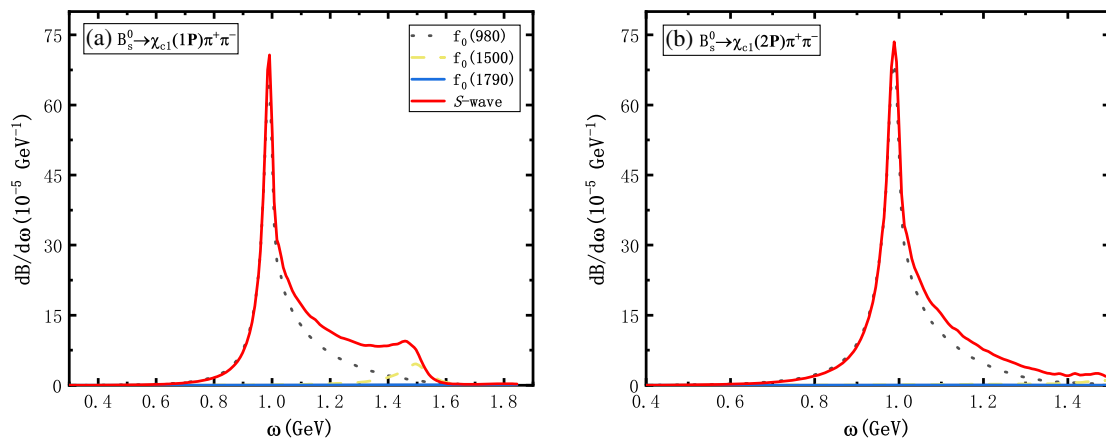 (a) B⁰ₛ→χc1(1P)π⁺π⁻
f₀(980)
f₀(1500)
f₀(1790)
S-wave
dB/dω(10⁻⁵ GeV⁻¹)
75
60
45
30
15
0
0.4 0.6 0.8 1.0 1.2 1.4 1.6 1.8
ω(GeV)
(b) B⁰ₛ→χc1(2P)π⁺π⁻
dB/dω(10⁻⁵ GeV⁻¹)
75
60
45
30
15
0
0.4 0.6 0.8 1.0 1.2 1.4
ω(GeV)